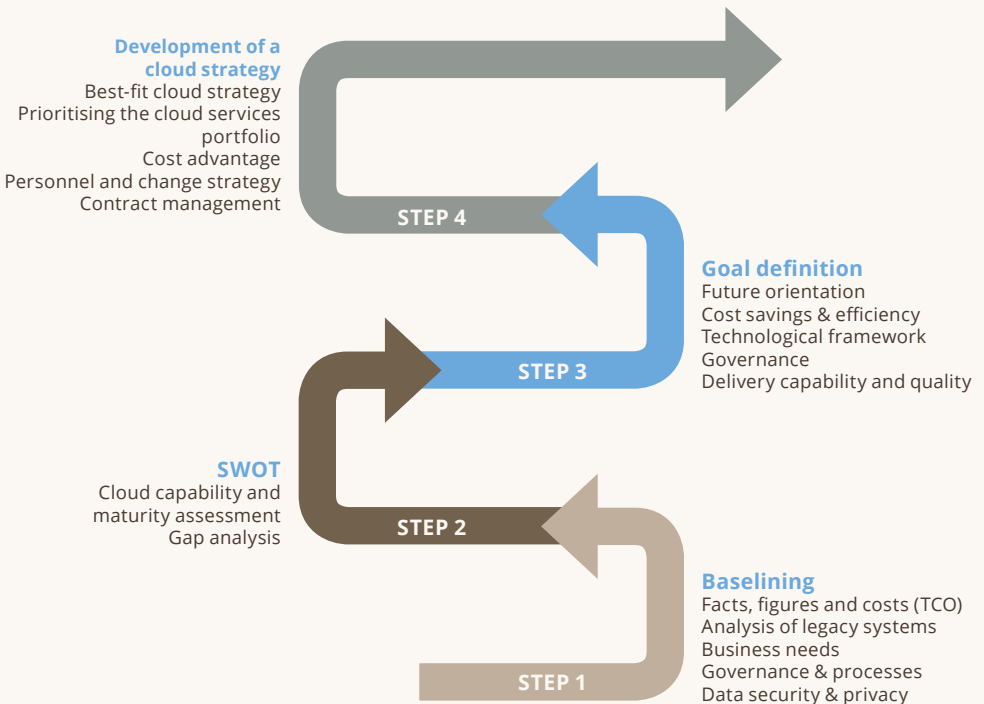 Development of a
cloud strategy
Best-fit cloud strategy
Prioritising the cloud services
portfolio
Cost advantage
Personnel and change strategy
Contract management
STEP 4
Goal definition
Future orientation
Cost savings & efficiency
Technological framework
Governance
Delivery capability and quality
STEP 3
SWOT
Cloud capability and
maturity assessment
Gap analysis
STEP 2
Baselining
Facts, figures and costs (TCO)
Analysis of legacy systems
Business needs
Governance & processes
Data security & privacy
STEP 1